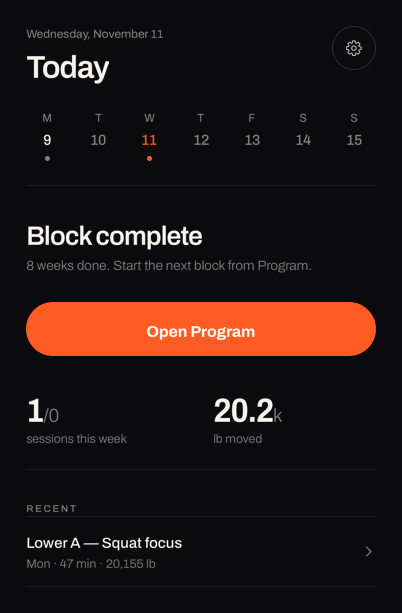 Wednesday, November 11
Today
M T W T F S S
9 10 11 12 13 14 15
Block complete
8 weeks done. Start the next block from Program.
Open Program
1/0 20.2k
sessions this week lb moved
RECENT
Lower A — Squat focus
Mon · 47 min · 20,155 lb